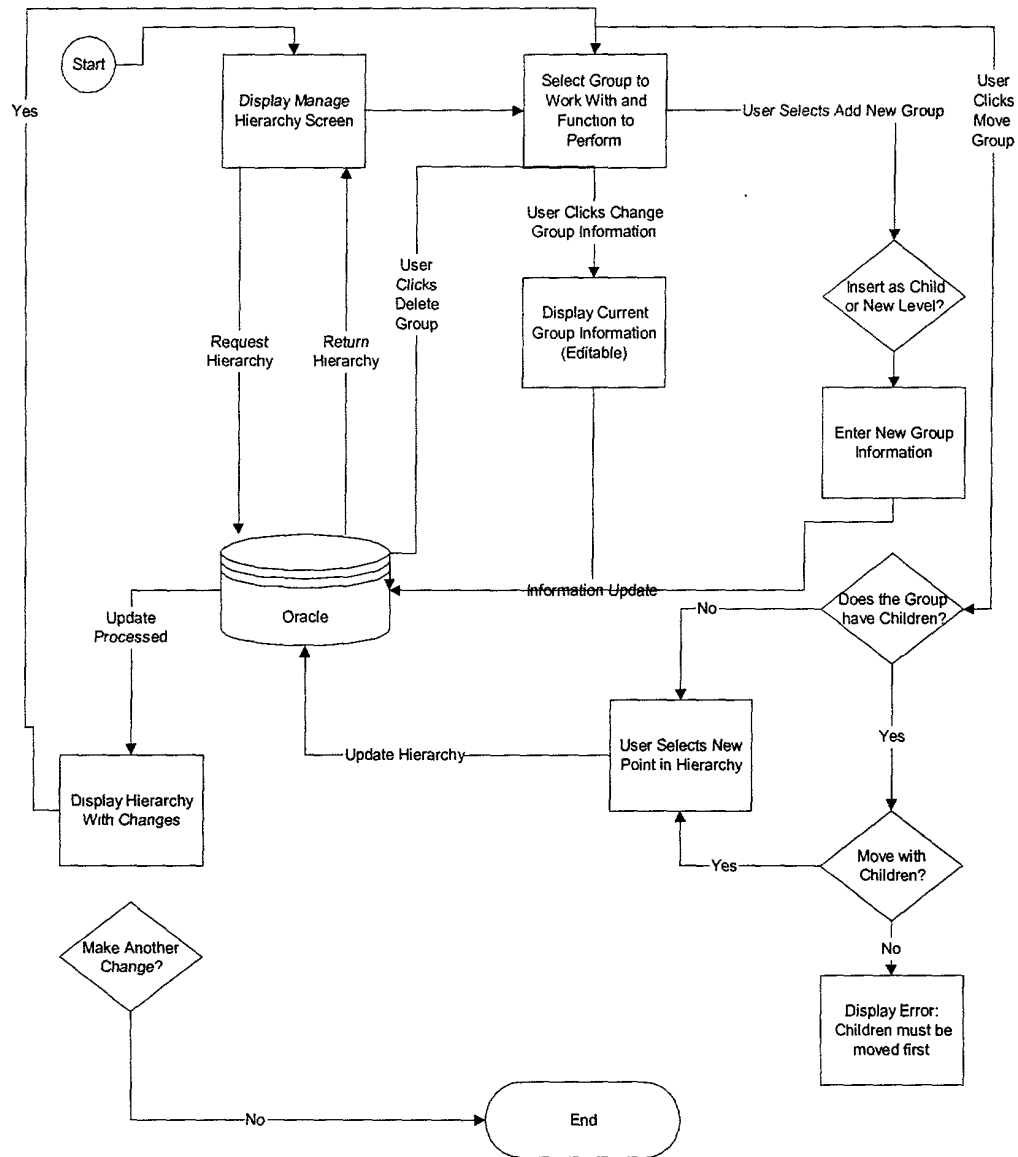 Start
Yes
Display Manage
Hierarchy Screen
Select Group to
Work With and
Function to
Perform
User Selects Add New Group
User
Clicks
Move
Group
User Clicks Change
Group Information
User
Clicks
Delete
Group
Insert as Child
or New Level?
Display Current
Group Information
(Editable)
Request
Hierarchy
Return
Hierarchy
Enter New Group
Information
Information Update
Oracle
Update
Processed
No
Does the Group
have Children?
Yes
Update Hierarchy
User Selects New
Point in Hierarchy
Display Hierarchy
With Changes
Yes
Move with
Children?
No
Make Another
Change?
Display Error:
Children must be
moved first
No
End